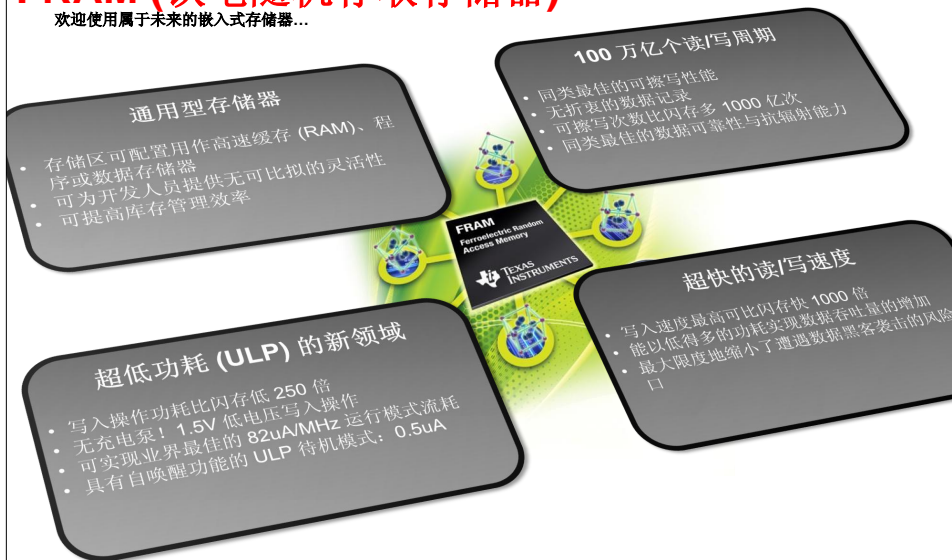 FRAM (铁电随机存取存储器)
欢迎使用属于未来的嵌入式存储器...
通用型存储器
• 存储区可配置用作高速缓存 (RAM)、程
序或数据存储器
• 可为开发人员提供无可比拟的灵活性
• 可提高库存管理效率
100 万亿个读/写周期
• 同类最佳的可擦写性能
• 无折衷的数据记录
• 可擦写次数比闪存多 1000 亿次
• 同类最佳的数据可靠性与抗辐射能力
FRAM
Ferroelectric Random
Access Memory
TEXAS
INSTRUMENTS
超低功耗 (ULP) 的新领域
• 写入操作功耗比闪存低 250 倍
• 无充电泵！1.5V 低电压写入操作
• 可实现业界最佳的 82uA/MHz 运行模式流耗
• 具有自唤醒功能的 ULP 待机模式：0.5uA
超快的读/写速度
• 写入速度最高可比闪存快 1000 倍
• 能以低得多的功耗实现数据吞吐量的增加
• 最大限度地缩小了遭遇数据黑客袭击的风险
口